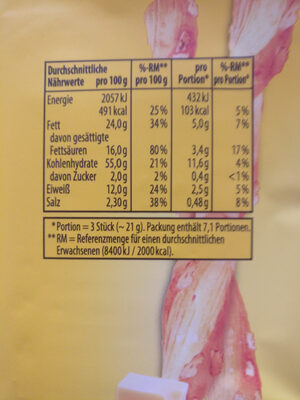 Durchschnittliche %-RM** pro %-RM**
Nährwerte pro 100 g pro 100 g Portion* pro Portion*
Energie 2057 kJ 432 kJ
491 kcal 25 % 103 kcal 5 %
Fett 24,0 g 34 % 5,0 g 7 %
davon gesättigte
Fettsäuren 16,0 g 80 % 3,4 g 17 %
Kohlenhydrate 55,0 g 21 % 11,6 g 4 %
davon Zucker 2,0 g 2 % 0,4 g <1 %
Eiweiß 12,0 g 24 % 2,5 g 5 %
Salz 2,30 g 38 % 0,48 g 8 %
*Portion = 3 Stück (~ 21 g). Packung enthält 7,1 Portionen.
**RM = Referenzmenge für einen durchschnittlichen
Erwachsenen (8400 kJ / 2000 kcal).